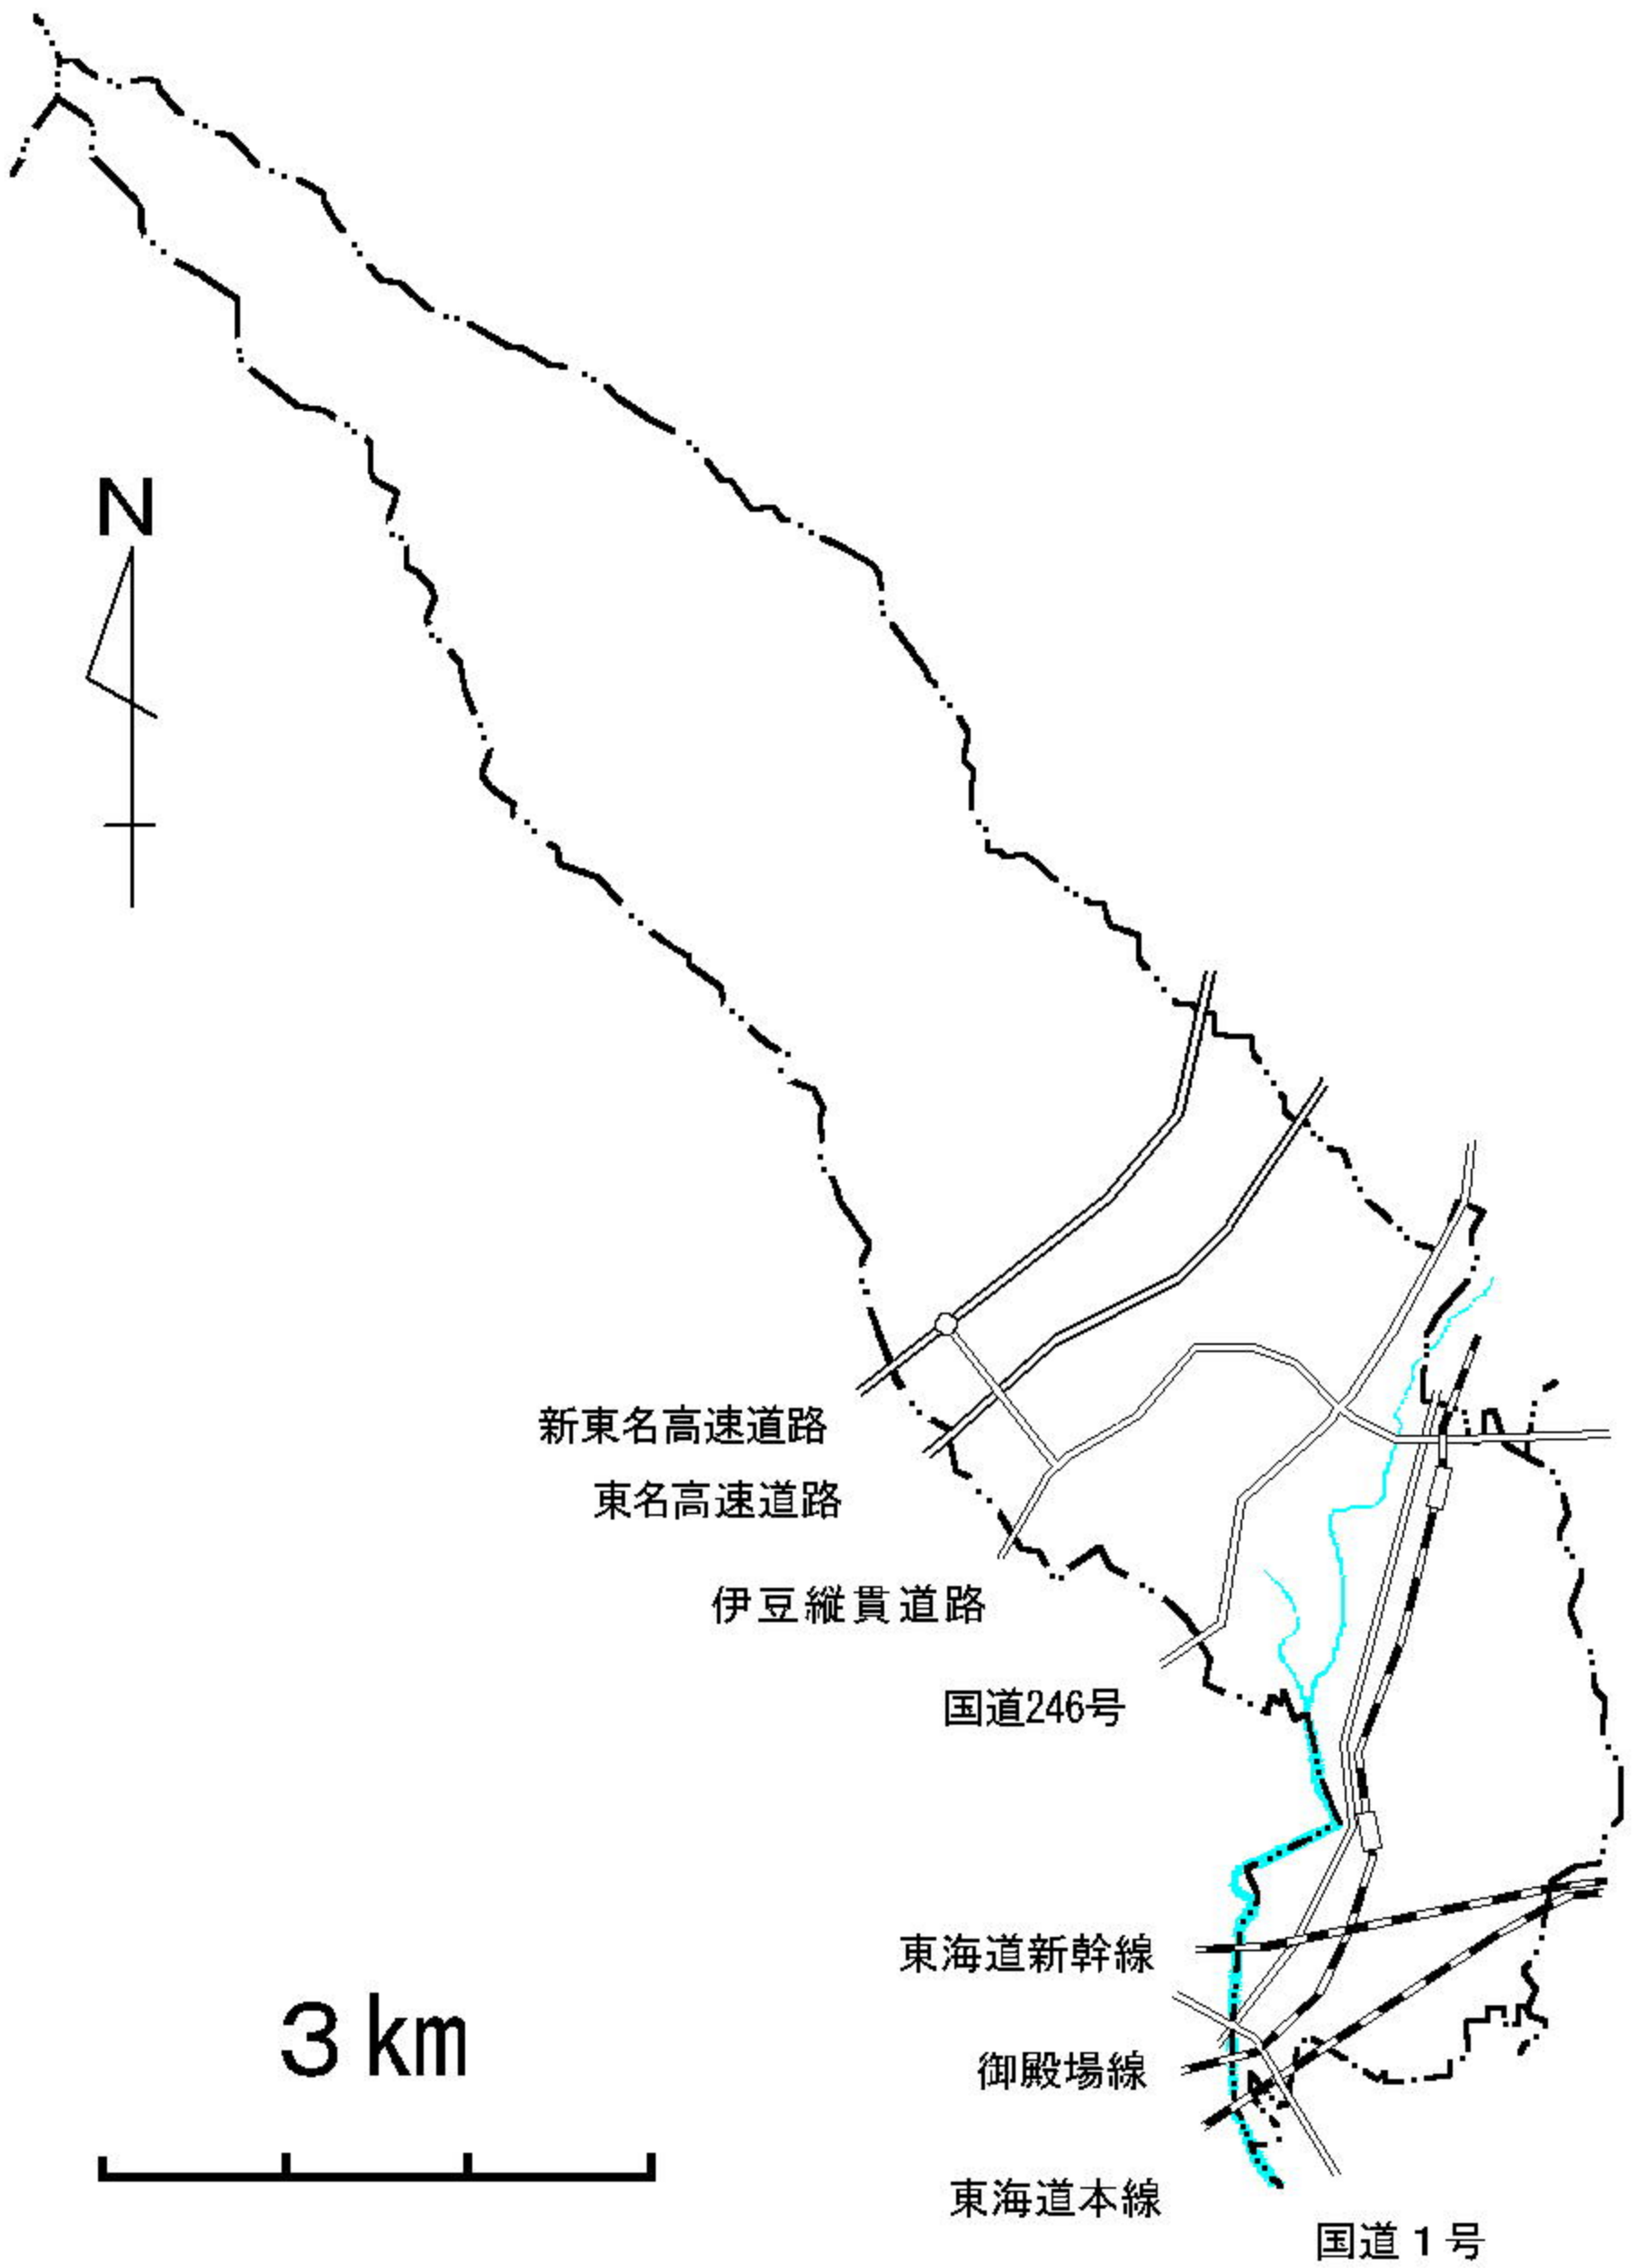 N
新東名高速道路
東名高速道路
伊豆縦貫道路
国道246号
東海道新幹線
3km
御殿場線
東海道本線
国道1号